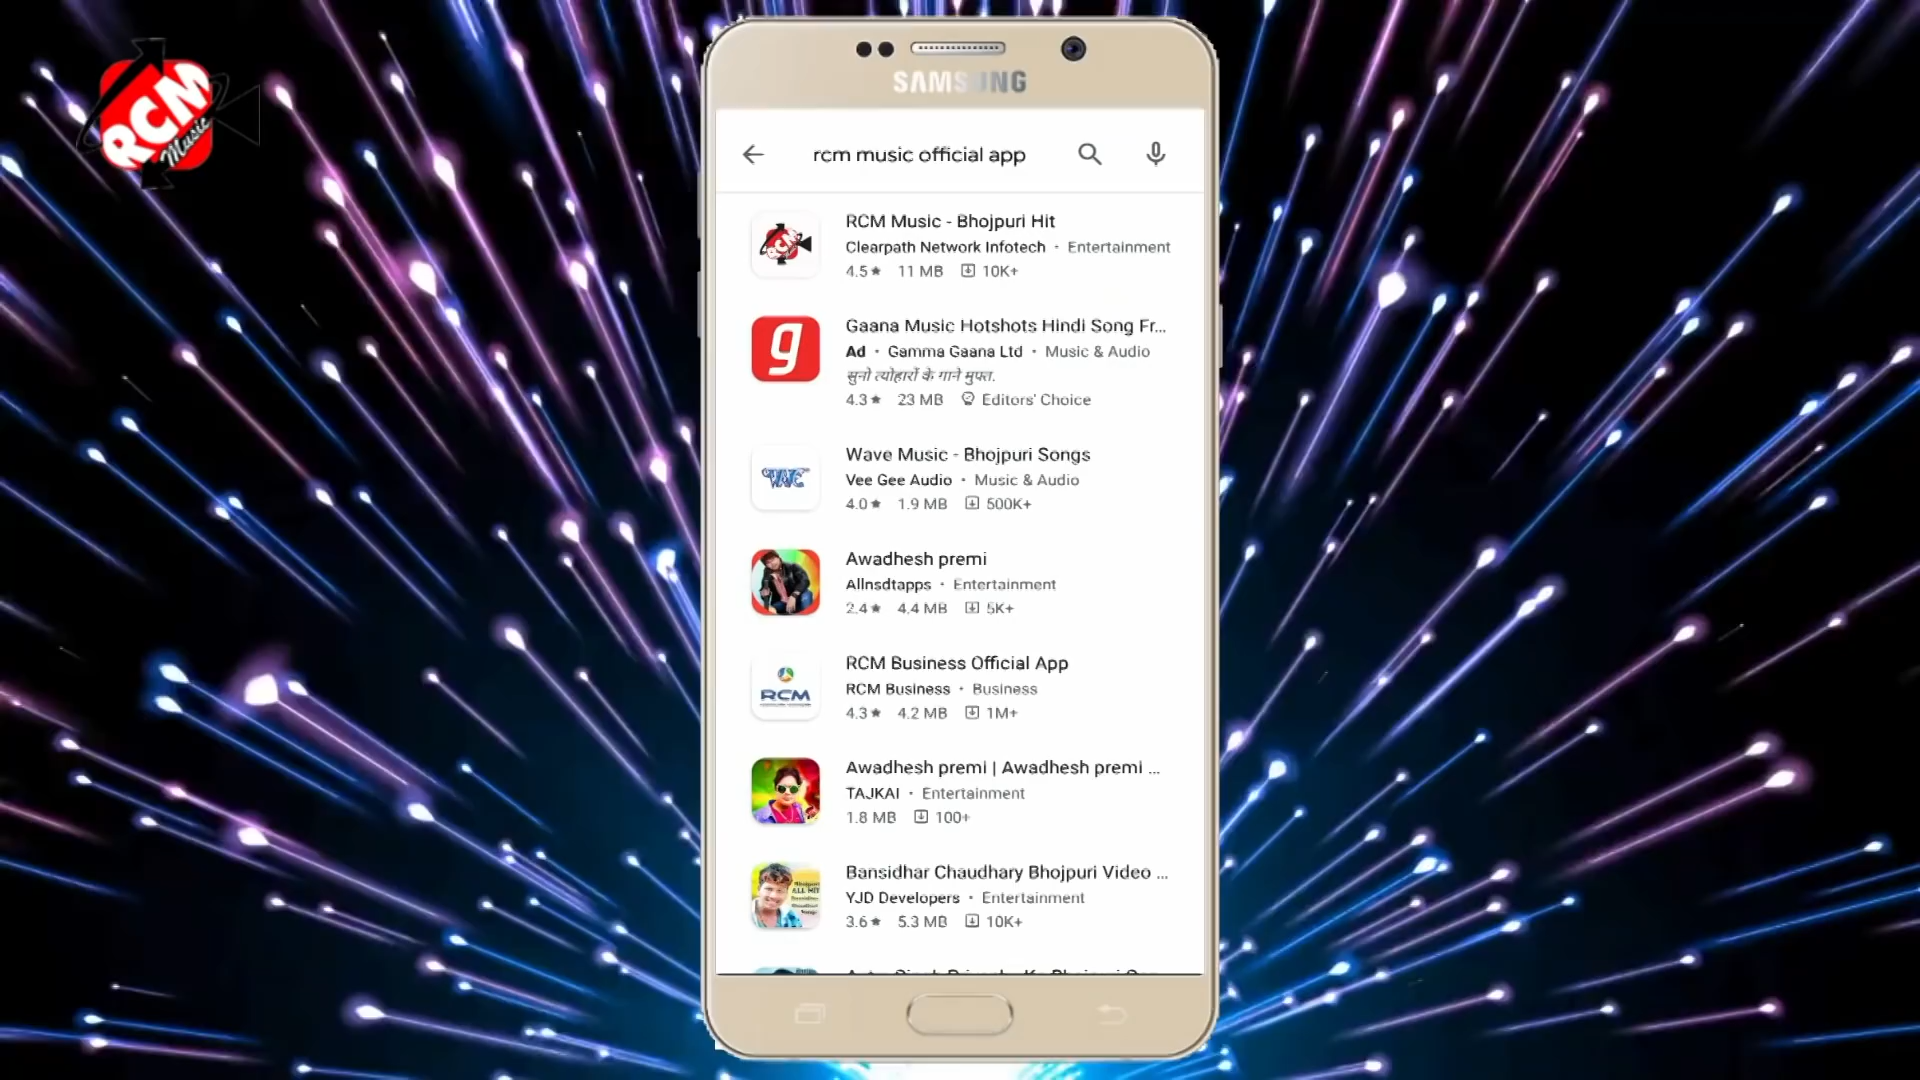 RCM
Music
SAMSUNG
rcm music official app
RCM Music - Bhojpuri Hit
Clearpath Network Infotech · Entertainment
4.5★ 11 MB 10K+
Gaana Music Hotshots Hindi Song Fr...
Ad · Gamma Gaana Ltd · Music & Audio
सुनो त्योहारों के गाने मुफ्त.
4.3★ 23 MB Editors' Choice
WAVE
Wave Music - Bhojpuri Songs
Vee Gee Audio · Music & Audio
4.0★ 1.9 MB 500K+
Awadhesh premi
Allnsdtapps · Entertainment
2.4★ 4.4 MB 5K+
RCM
RCM Business Official App
RCM Business · Business
4.3★ 4.2 MB 1M+
Awadhesh premi | Awadhesh premi ...
TAJKAI · Entertainment
1.8 MB 100+
Bansidhar Chaudhary Bhojpuri Video ...
YJD Developers · Entertainment
3.6★ 5.3 MB 10K+